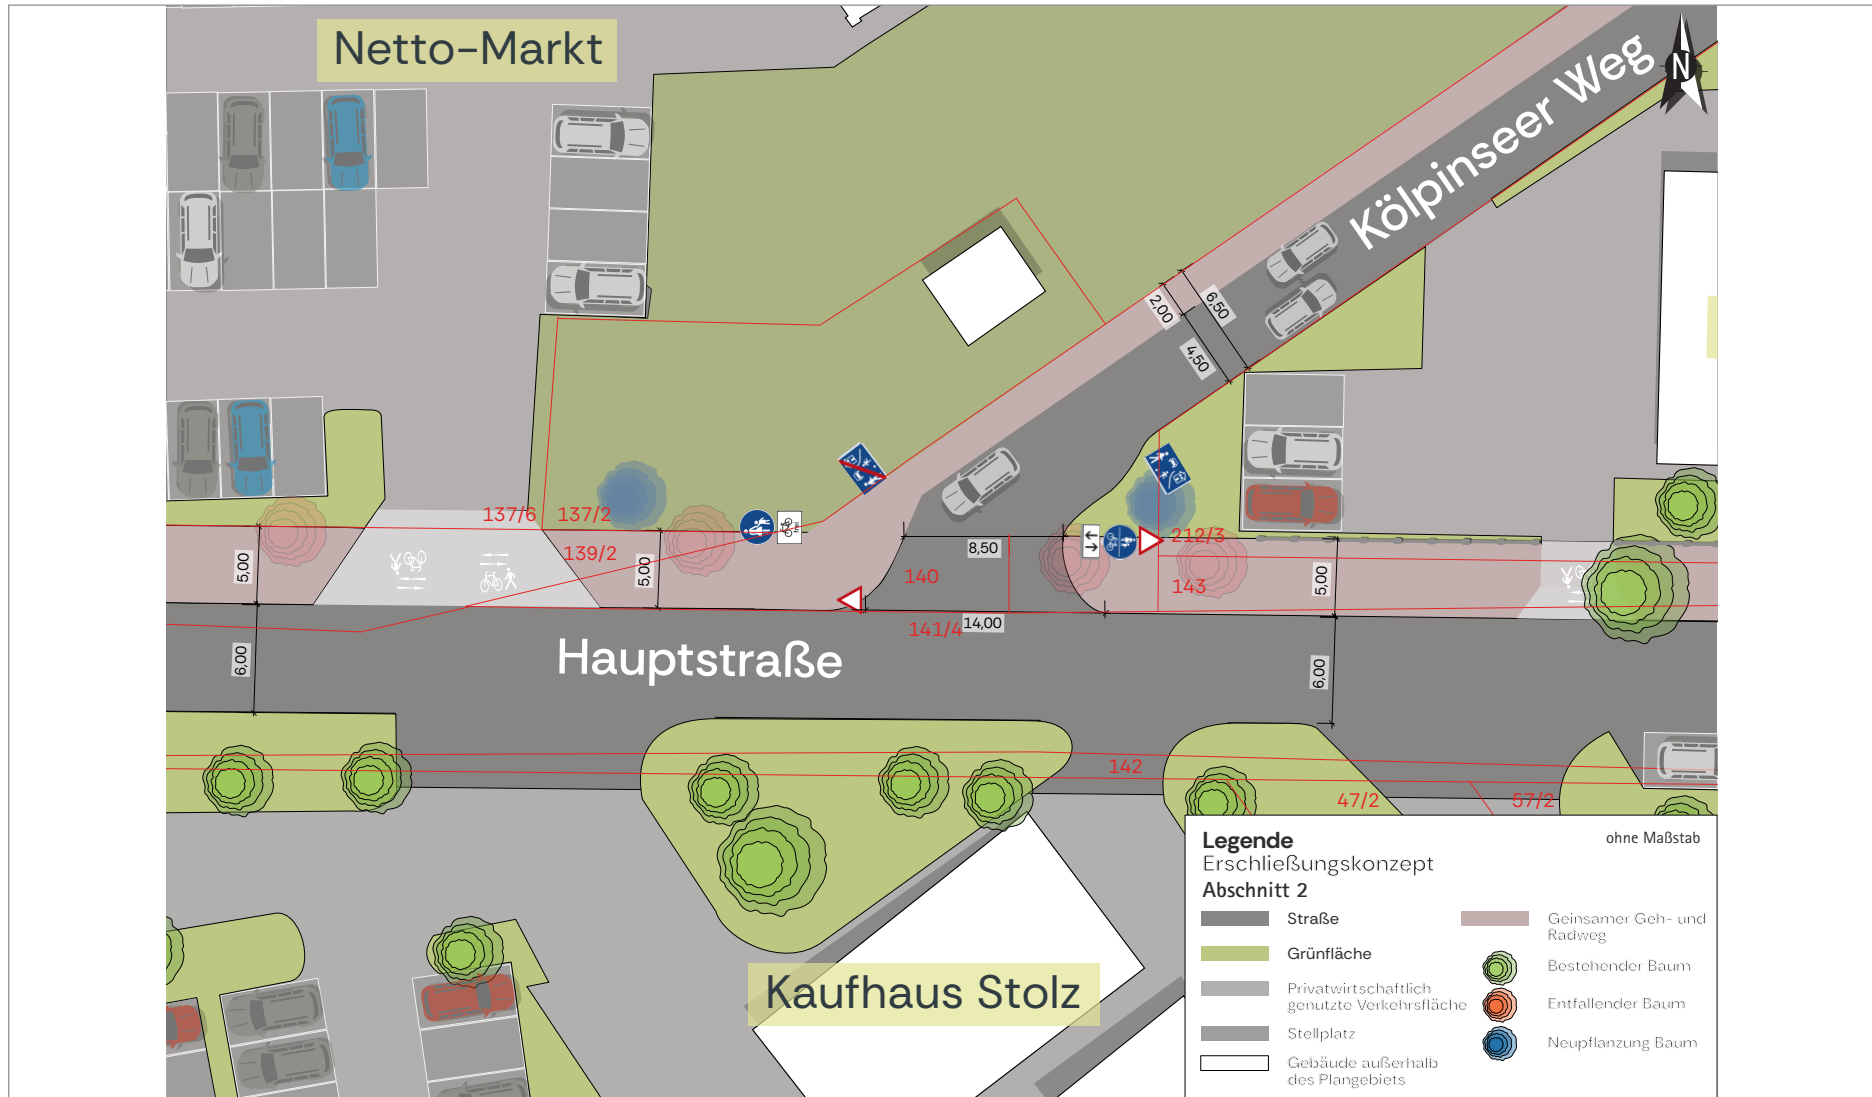 Netto-Markt
N
Kölpinseer Weg
2,00
6,50
4,50
137/6
137/2
139/2
5,00
5,00
8,50
140
212/3
143
5,00
141/4
14,00
Hauptstraße
6,00
6,00
142
47/2
57/2
Kaufhaus Stolz
Legende
ohne Maßstab
Erschließungskonzept
Abschnitt 2
Straße
Grünfläche
Privatwirtschaftlich
genutzte Verkehrsfläche
Stellplatz
Gebäude außerhalb
des Plangebiets
Geinsamer Geh- und
Radweg
Bestehender Baum
Entfallender Baum
Neupflanzung Baum